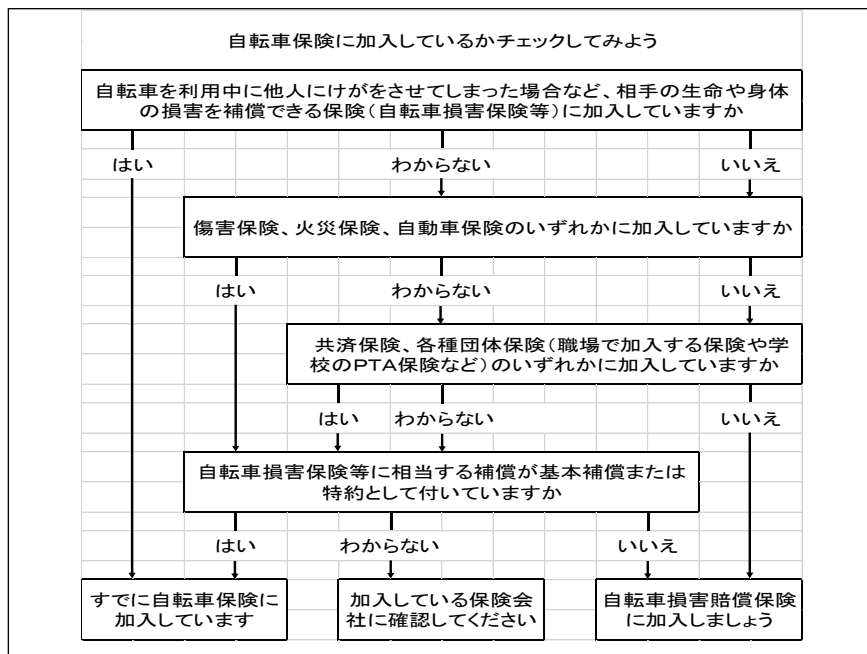 自転車保険に加入しているかチェックしてみよう
自転車を利用中に他人にけがをさせてしまった場合など、相手の生命や身体
の損害を補償できる保険(自転車損害保険等)に加入していますか
はい
わからない
いいえ
傷害保険、火災保険、自動車保険のいずれかに加入していますか
はい
わからない
いいえ
共済保険、各種団体保険(職場で加入する保険や学
校のPTA保険など)のいずれかに加入していますか
はい
わからない
いいえ
自転車損害保険等に相当する補償が基本補償または
特約として付いていますか
はい
わからない
いいえ
すでに自転車保険に
加入しています
加入している保険会
社に確認してください
自転車損害賠償保険
に加入しましょう